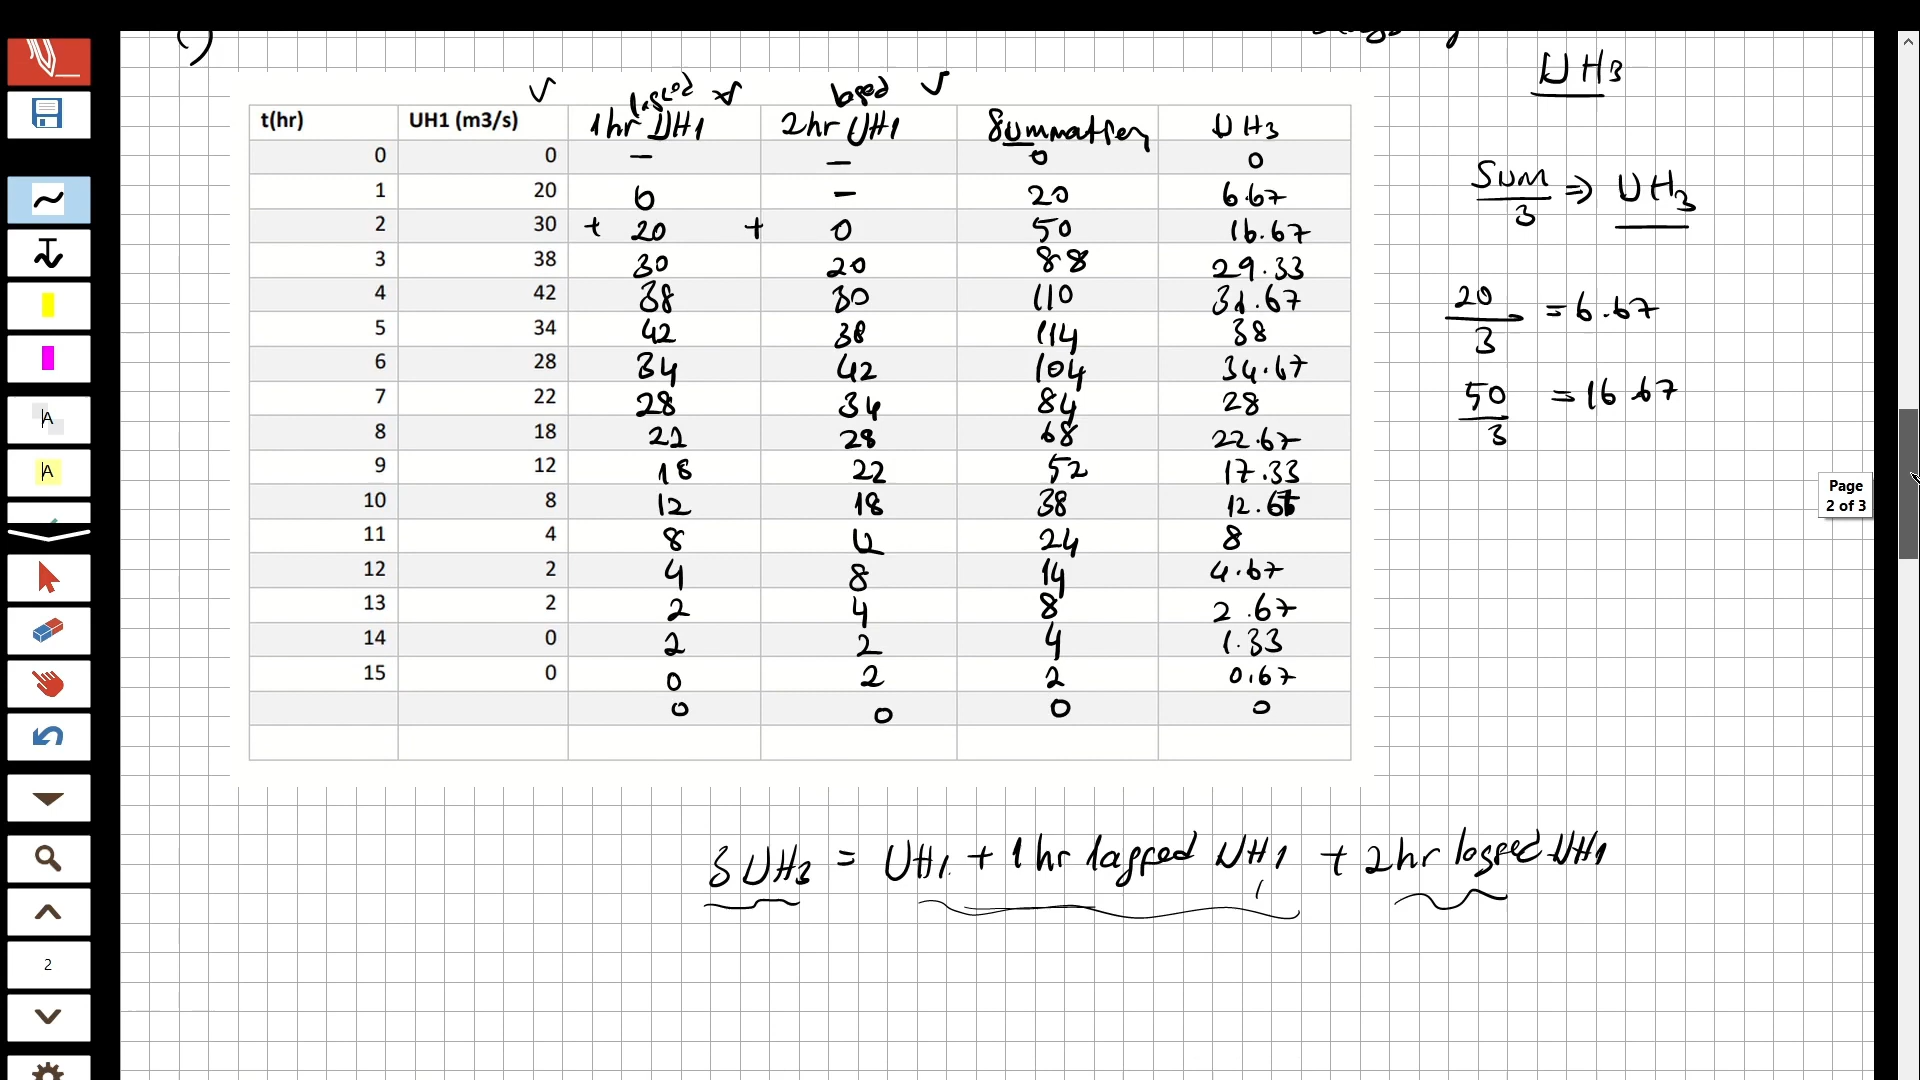 UH3
lagged lagged
t(hr) UH1 (m3/s) 1hr UH1 2hr UH1 Summation UH3
0 0 – – 0 0
1 20 0 – 20 6.67
2 30 + 20 + 0 50 16.67
3 38 30 20 88 29.33
4 42 38 30 110 31.67
5 34 42 38 114 38
6 28 34 42 104 34.67
7 22 28 34 84 28
8 18 22 28 68 22.67
9 12 18 22 52 17.33
10 8 12 18 38 12.67
11 4 8 12 24 8
12 2 4 8 14 4.67
13 2 2 4 8 2.67
14 0 2 2 4 1.33
15 0 0 2 2 0.67
0 0 0 0
Sum/3 ⇒ UH3
20/3 = 6.67
50/3 = 16.67
3UH3 = UH1 + 1hr lagged UH1 + 2hr lagged UH1
Page
2 of 3
A
A
2